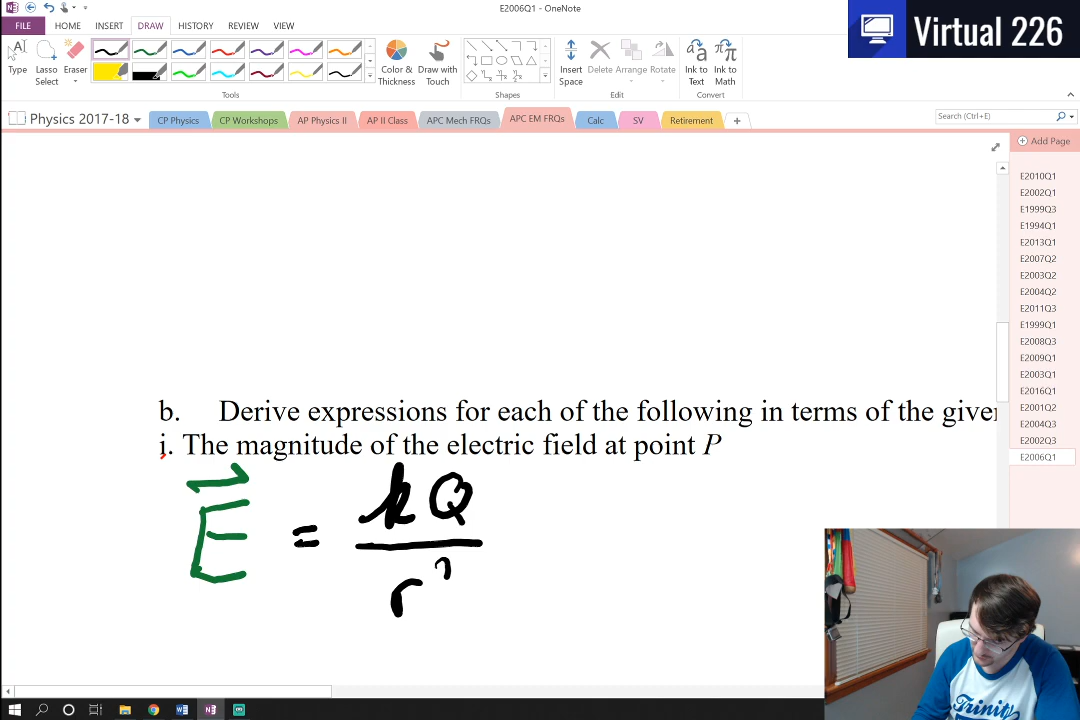 E2006Q1 - OneNote
Virtual 226
FILE HOME INSERT DRAW HISTORY REVIEW VIEW
Type
Lasso Select
Eraser
Color & Thickness
Draw with Touch
Insert Space
Delete
Arrange
Rotate
Ink to Text
Ink to Math
Tools
Shapes
Edit
Convert
Physics 2017-18
CP Physics
CP Workshops
AP Physics II
AP II Class
APC Mech FRQs
APC EM FRQs
Calc
SV
Retirement
+
Search (Ctrl+E)
Add Page
E2010Q1
E2002Q1
E1999Q3
E1994Q1
E2013Q1
E2007Q2
E2003Q2
E2004Q2
E2011Q3
E1999Q1
E2008Q3
E2009Q1
E2003Q1
E2016Q1
E2001Q2
E2004Q3
E2002Q3
E2006Q1
b. Derive expressions for each of the following in terms of the given
i. The magnitude of the electric field at point P
E = kQ
r
Trinity